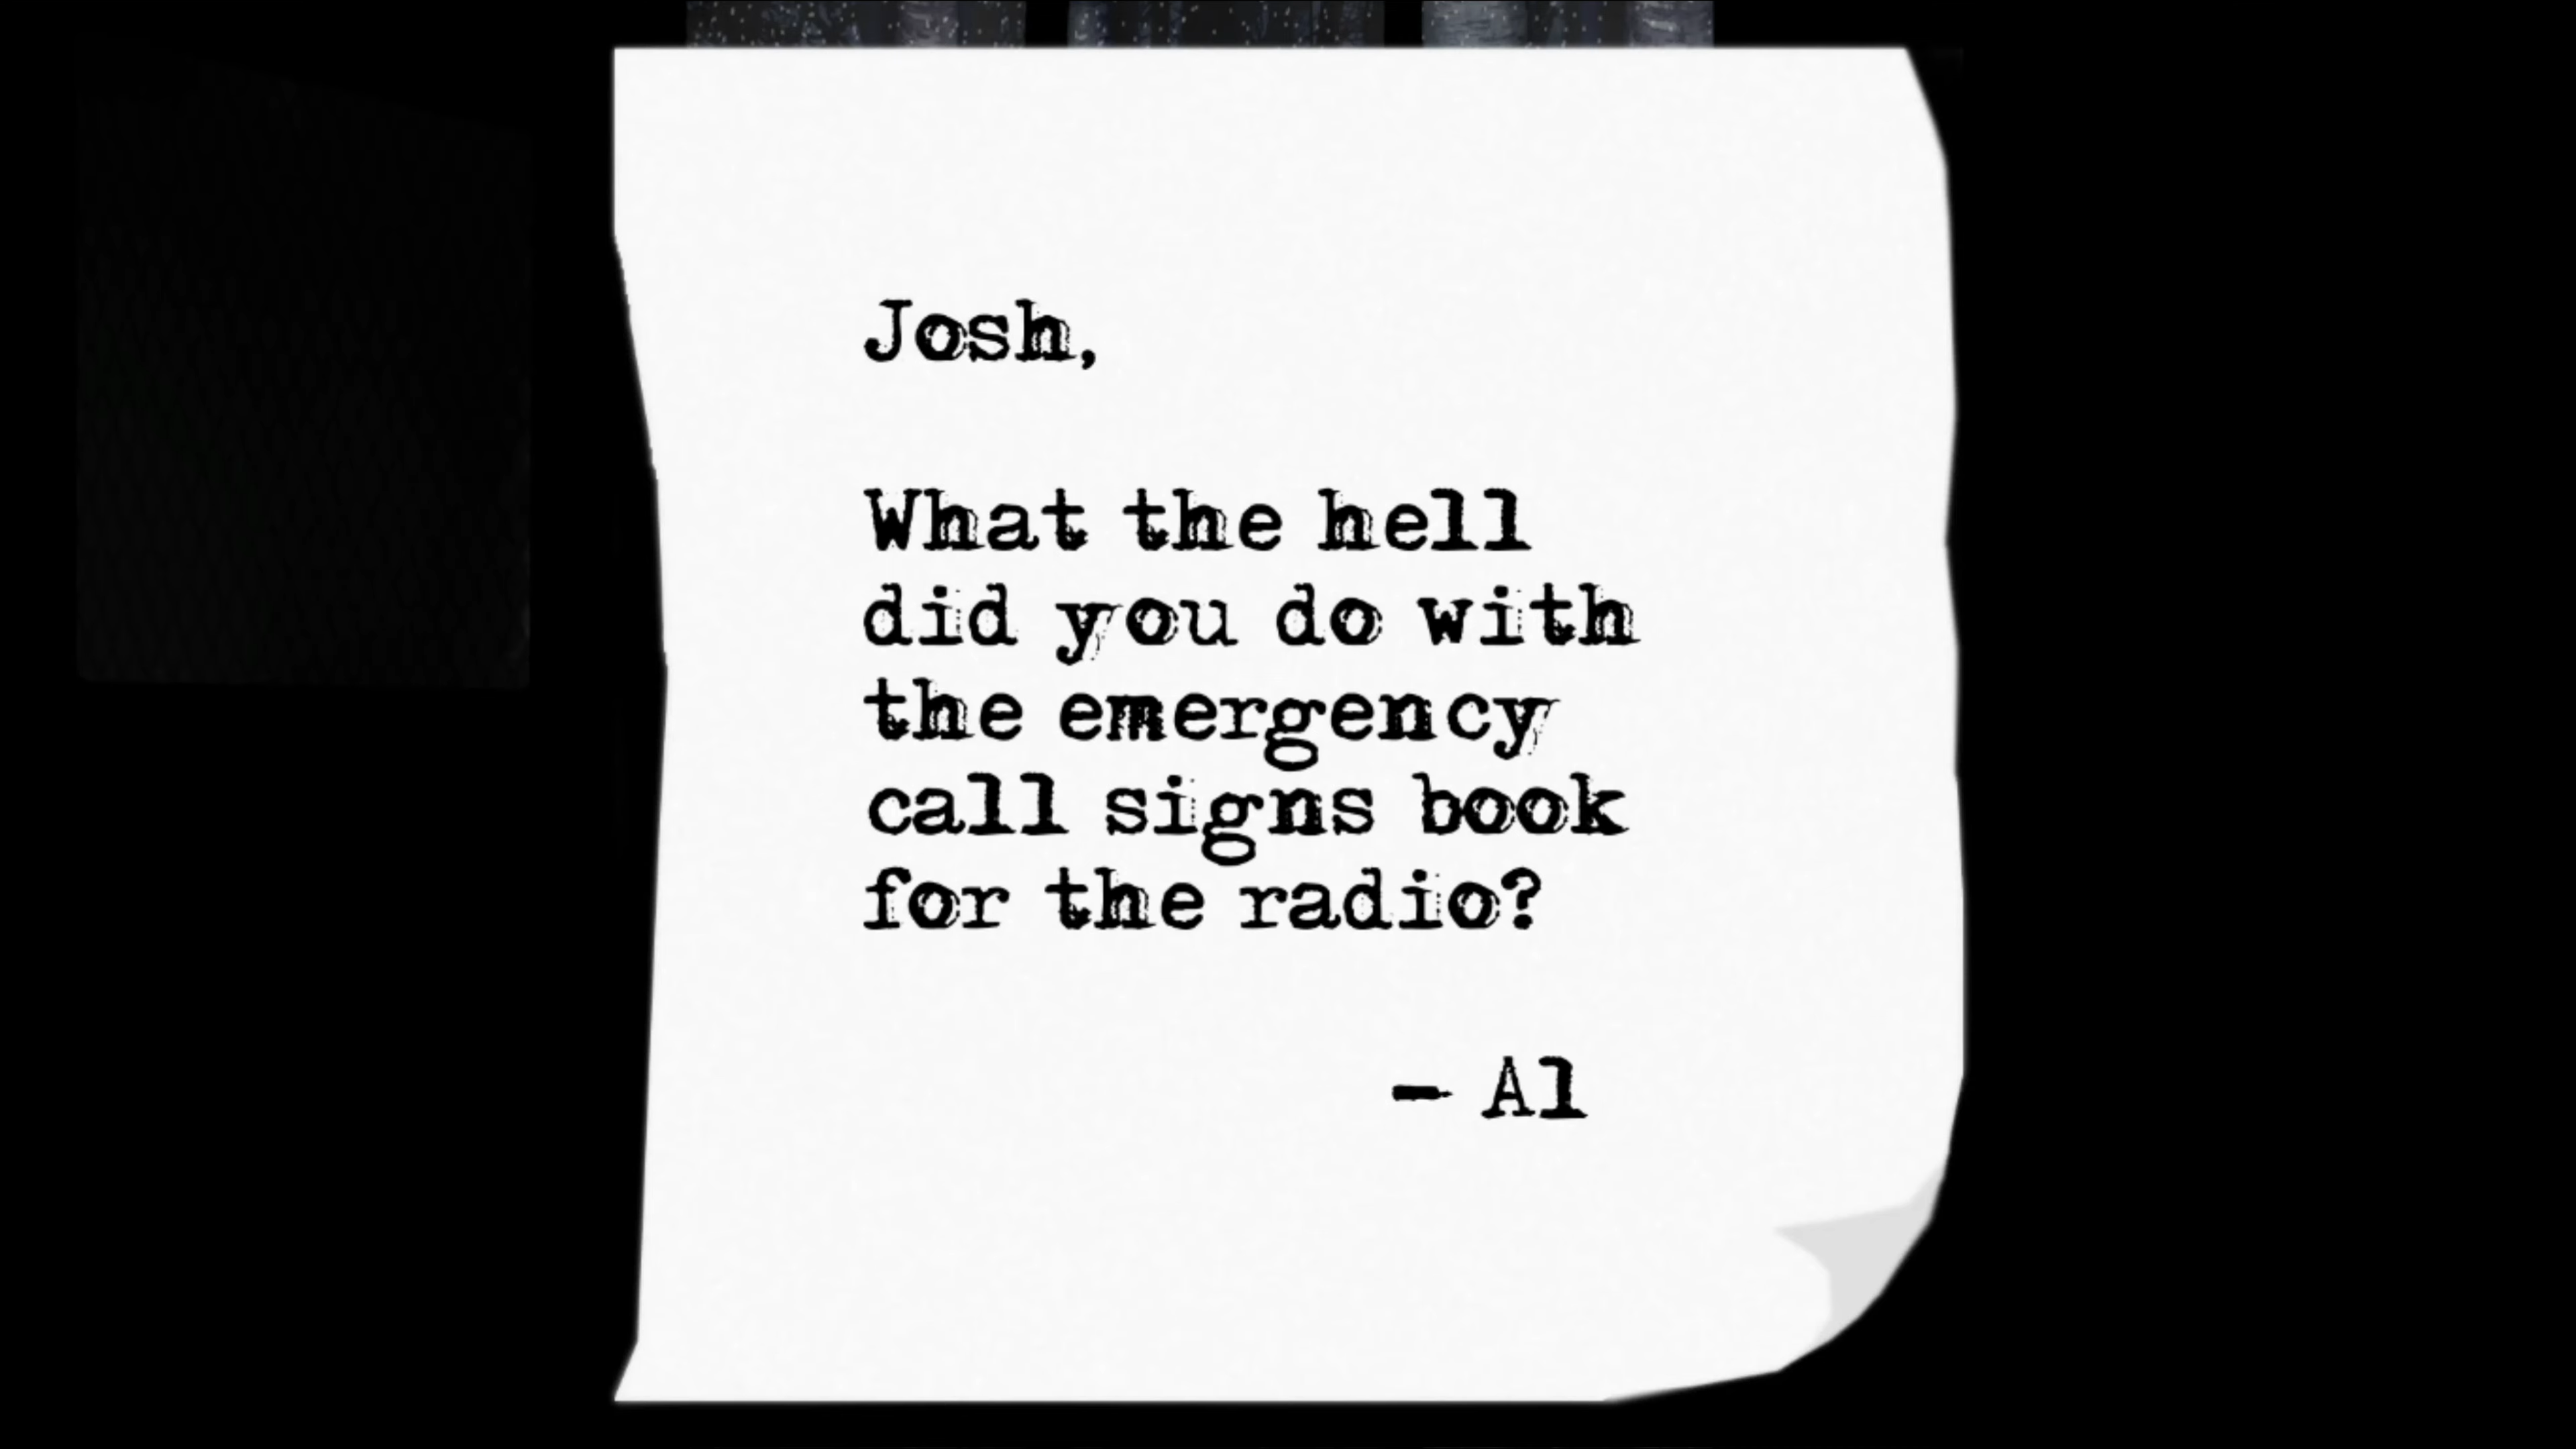 Josh,
What the hell
did you do with
the emergency
call signs book
for the radio?
— Al